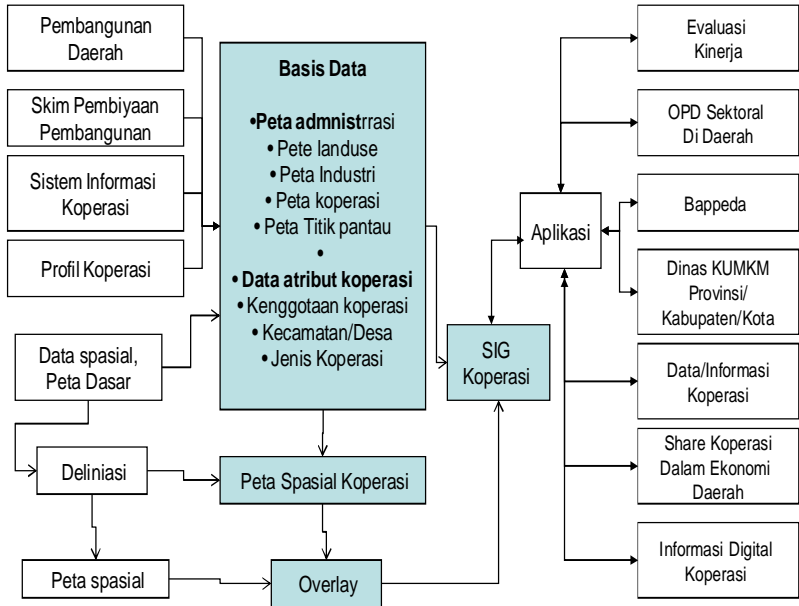 Pembangunan
Daerah
Skim Pembiyaan
Pembangunan
Sistem Informasi
Koperasi
Profil Koperasi
Data spasial,
Peta Dasar
Deliniasi
Peta spasial
Basis Data
•Peta admnistrrasi
• Pete landuse
• Peta Industri
• Peta koperasi
• Peta Titik pantau
•
• Data atribut koperasi
• Kenggotaan koperasi
• Kecamatan/Desa
• Jenis Koperasi
Peta Spasial Koperasi
Overlay
SIG
Koperasi
Aplikasi
Evaluasi
Kinerja
OPD Sektoral
Di Daerah
Bappeda
Dinas KUMKM
Provinsi/
Kabupaten/Kota
Data/Informasi
Koperasi
Share Koperasi
Dalam Ekonomi
Daerah
Informasi Digital
Koperasi